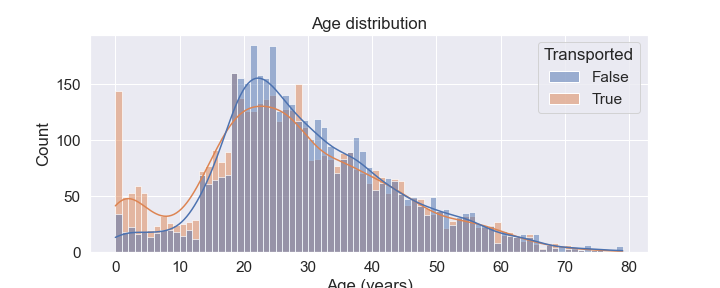 Age distribution
Transported
False
True
Count
150
100
50
0
0 10 20 30 40 50 60 70 80
Age (years)